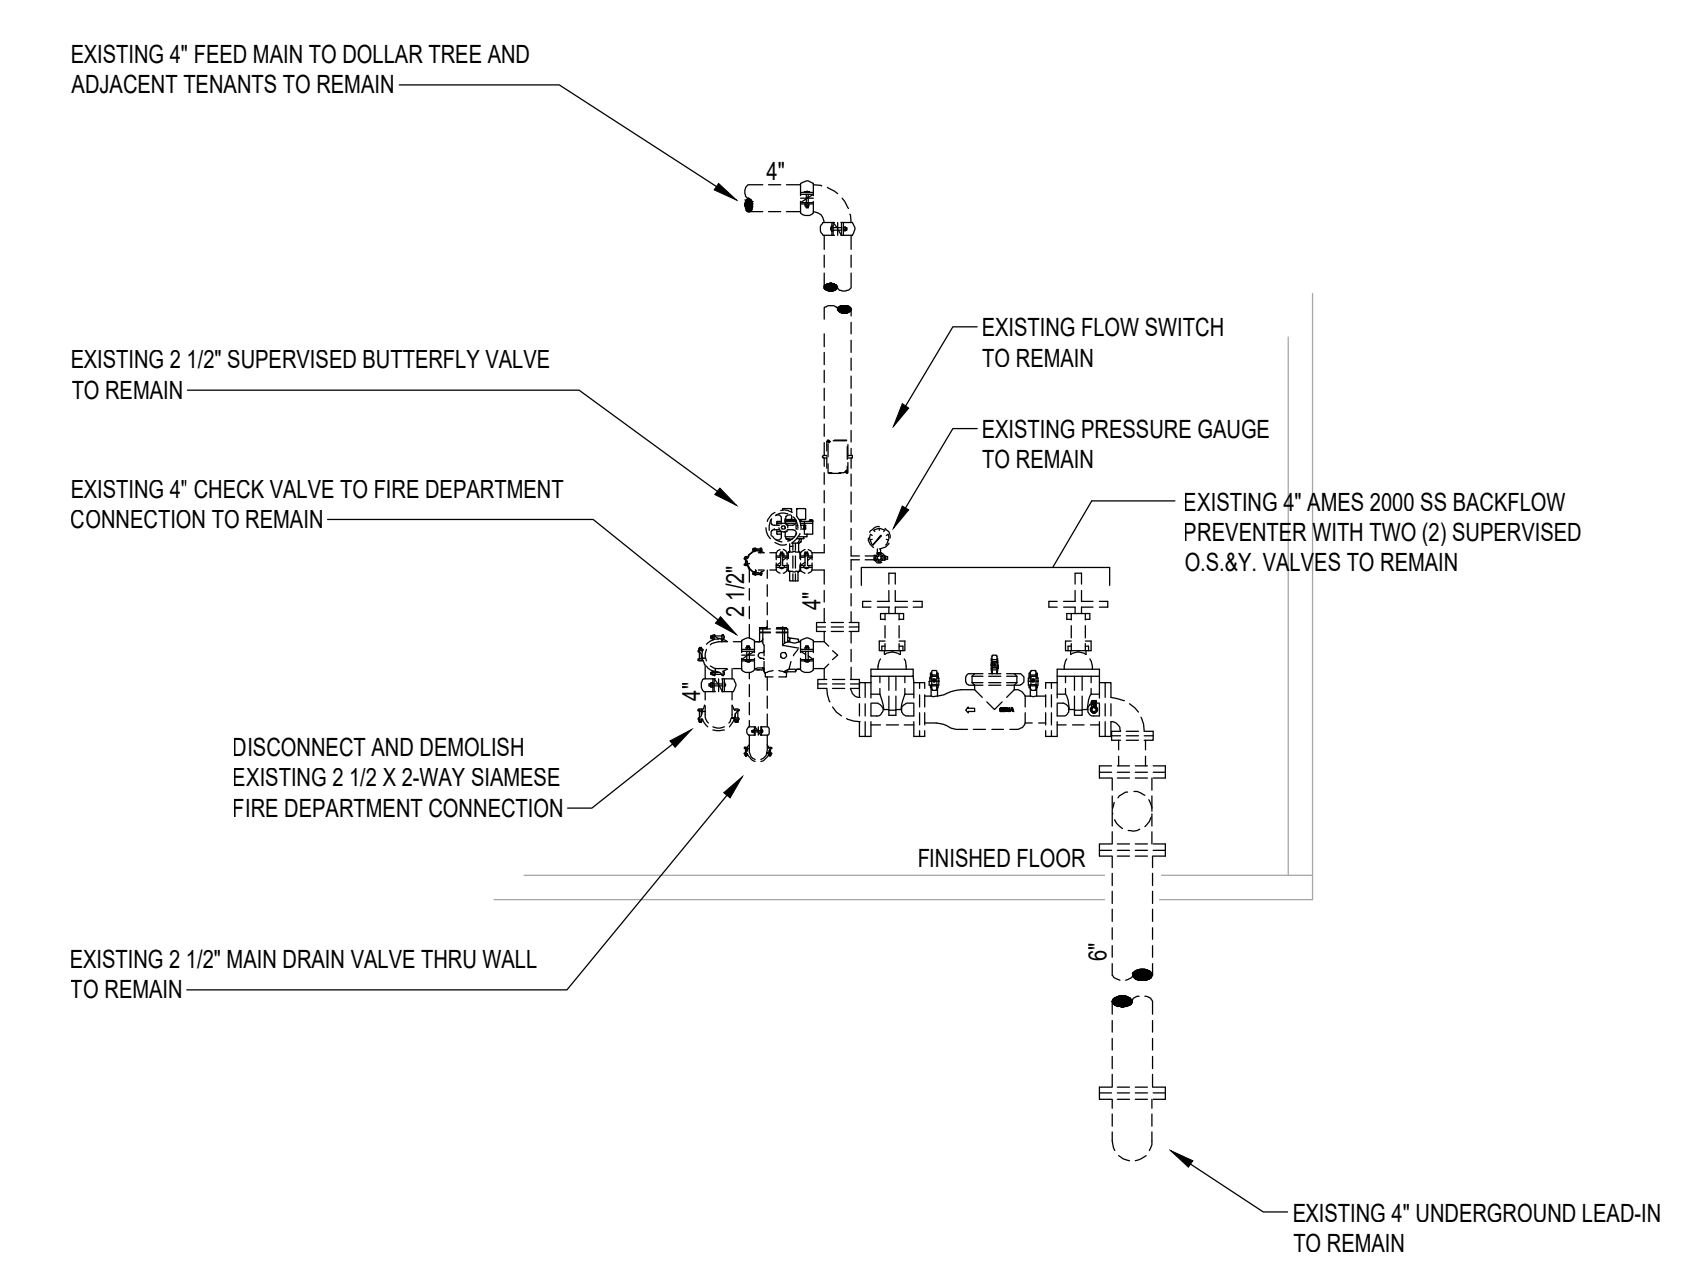 EXISTING 4" FEED MAIN TO DOLLAR TREE AND
ADJACENT TENANTS TO REMAIN
4"
EXISTING FLOW SWITCH
TO REMAIN
EXISTING 2 1/2" SUPERVISED BUTTERFLY VALVE
TO REMAIN
EXISTING PRESSURE GAUGE
TO REMAIN
EXISTING 4" CHECK VALVE TO FIRE DEPARTMENT
CONNECTION TO REMAIN
EXISTING 4" AMES 2000 SS BACKFLOW
PREVENTER WITH TWO (2) SUPERVISED
O.S.&Y. VALVES TO REMAIN
2 1/2"
4"
4"
DISCONNECT AND DEMOLISH
EXISTING 2 1/2 X 2-WAY SIAMESE
FIRE DEPARTMENT CONNECTION
FINISHED FLOOR
6"
EXISTING 2 1/2" MAIN DRAIN VALVE THRU WALL
TO REMAIN
EXISTING 4" UNDERGROUND LEAD-IN
TO REMAIN